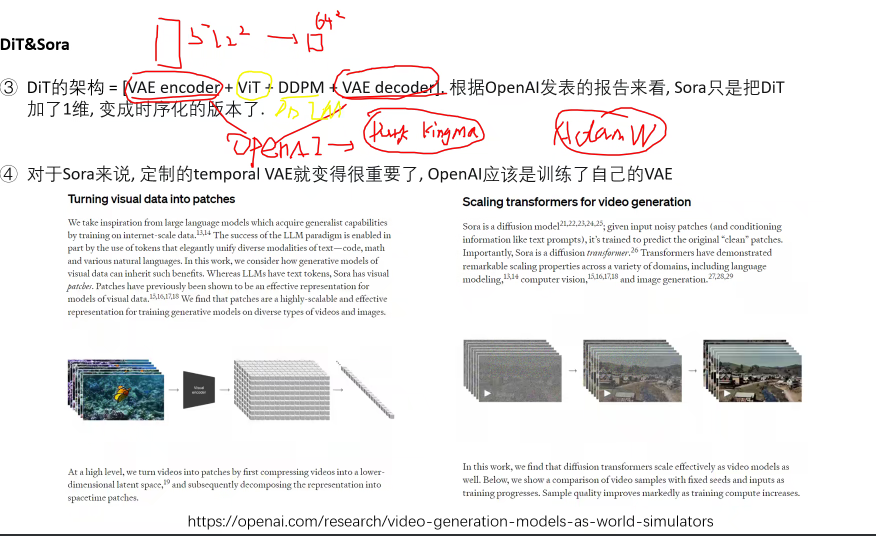 512² → 64²
DiT&Sora
③ DiT的架构 = [VAE encoder + ViT + DDPM + VAE decoder]. 根据OpenAI发表的报告来看, Sora只是把DiT
加了1维, 变成时序化的版本了.
OpenAI → Kingma
AdamW
④ 对于Sora来说, 定制的temporal VAE就变得很重要了, OpenAI应该是训练了自己的VAE
Turning visual data into patches
We take inspiration from large language models which acquire generalist capabilities
by training on internet-scale data.13,14 The success of the LLM paradigm is enabled in
part by the use of tokens that elegantly unify diverse modalities of text—code, math
and various natural languages. In this work, we consider how generative models of
visual data can inherit such benefits. Whereas LLMs have text tokens, Sora has visual
patches. Patches have previously been shown to be an effective representation for
models of visual data.15,16,17,18 We find that patches are a highly-scalable and effective
representation for training generative models on diverse types of videos and images.
Visual
encoder
At a high level, we turn videos into patches by first compressing videos into a lower-
dimensional latent space,19 and subsequently decomposing the representation into
spacetime patches.
Scaling transformers for video generation
Sora is a diffusion model21,22,23,24,25; given input noisy patches (and conditioning
information like text prompts), it's trained to predict the original "clean" patches.
Importantly, Sora is a diffusion transformer.26 Transformers have demonstrated
remarkable scaling properties across a variety of domains, including language
modeling,13,14 computer vision,15,16,17,18 and image generation.27,28,29
In this work, we find that diffusion transformers scale effectively as video models as
well. Below, we show a comparison of video samples with fixed seeds and inputs as
training progresses. Sample quality improves markedly as training compute increases.
https://openai.com/research/video-generation-models-as-world-simulators